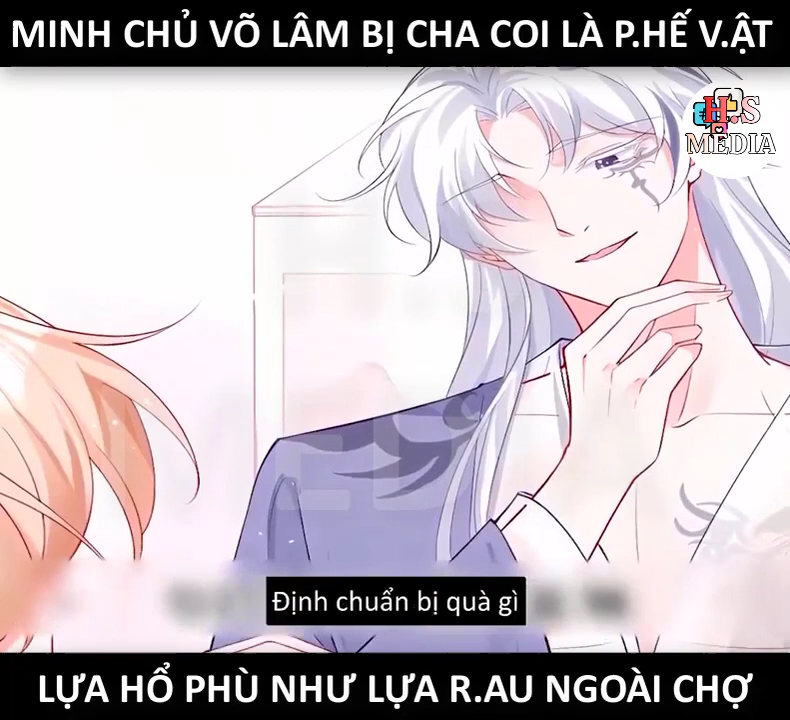 MINH CHỦ VÕ LÂM BỊ CHA COI LÀ P.HẾ V.ẬT
H.S
MEDIA
Định chuẩn bị quà gì
LỰA HỔ PHÙ NHƯ LỰA R.AU NGOÀI CHỢ